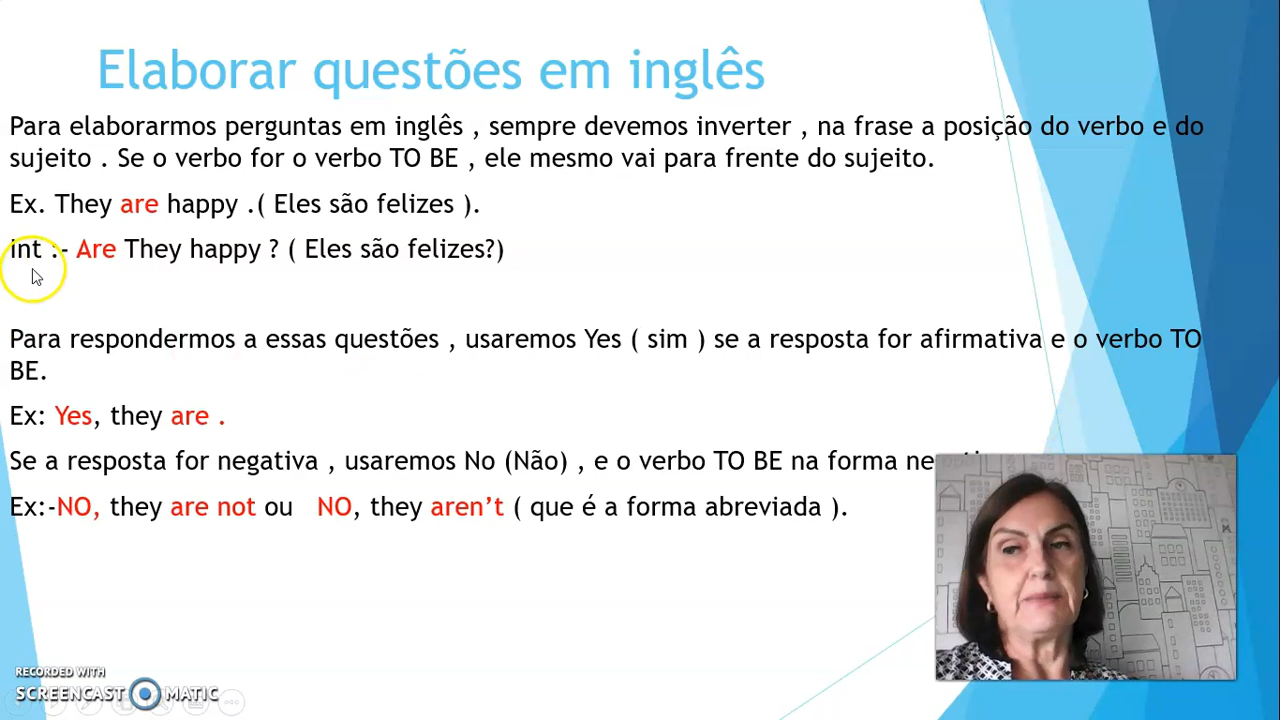 Elaborar questões em inglês
Para elaborarmos perguntas em inglês , sempre devemos inverter , na frase a posição do verbo e do
sujeito . Se o verbo for o verbo TO BE , ele mesmo vai para frente do sujeito.
Ex. They are happy .( Eles são felizes ).
int :- Are They happy ? ( Eles são felizes?)
Para respondermos a essas questões , usaremos Yes ( sim ) se a resposta for afirmativa e o verbo TO
BE.
Ex: Yes, they are .
Se a resposta for negativa , usaremos No (Não) , e o verbo TO BE na forma
Ex:-NO, they are not ou NO, they aren’t ( que é a forma abreviada ).
RECORDED WITH
SCREENCAST MATIC